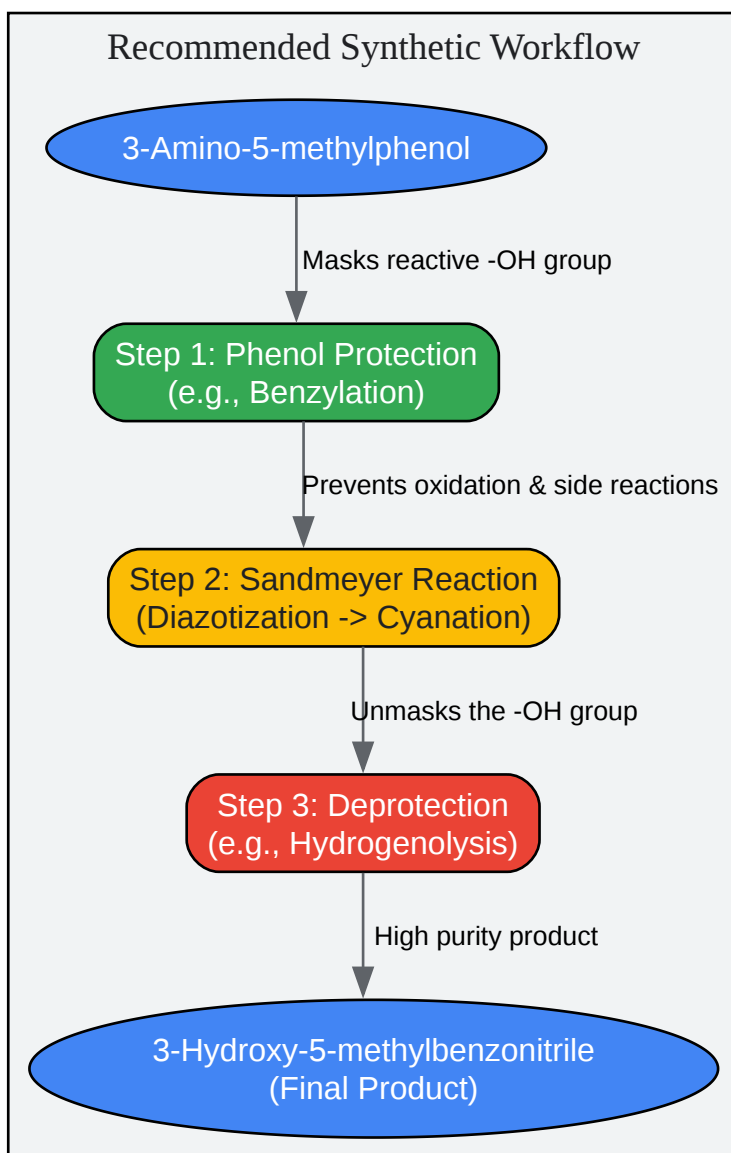 Recommended Synthetic Workflow
3-Amino-5-methylphenol
Masks reactive -OH group
Step 1: Phenol Protection
(e.g., Benzylation)
Prevents oxidation & side reactions
Step 2: Sandmeyer Reaction
(Diazotization -> Cyanation)
Unmasks the -OH group
Step 3: Deprotection
(e.g., Hydrogenolysis)
High purity product
3-Hydroxy-5-methylbenzonitrile
(Final Product)